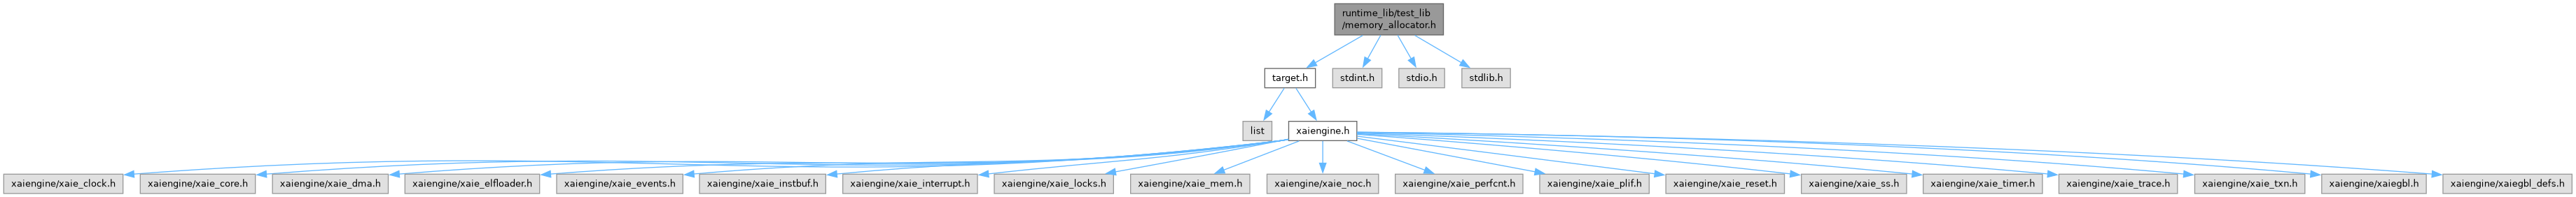 runtime_lib/test_lib
/memory_allocator.h
target.h
stdint.h
stdio.h
stdlib.h
list
xaiengine.h
xaiengine/xaie_clock.h
xaiengine/xaie_core.h
xaiengine/xaie_dma.h
xaiengine/xaie_elfloader.h
xaiengine/xaie_events.h
xaiengine/xaie_instbuf.h
xaiengine/xaie_interrupt.h
xaiengine/xaie_locks.h
xaiengine/xaie_mem.h
xaiengine/xaie_noc.h
xaiengine/xaie_perfcnt.h
xaiengine/xaie_plif.h
xaiengine/xaie_reset.h
xaiengine/xaie_ss.h
xaiengine/xaie_timer.h
xaiengine/xaie_trace.h
xaiengine/xaie_txn.h
xaiengine/xaiegbl.h
xaiengine/xaiegbl_defs.h